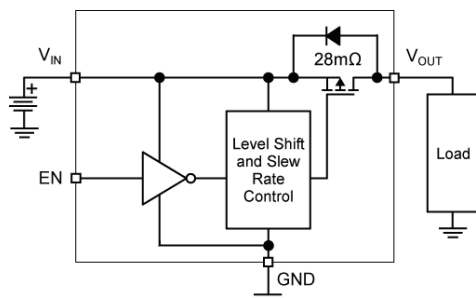 V_IN
28mΩ
V_OUT
+
Level Shift
and Slew
Rate
Control
Load
EN
GND